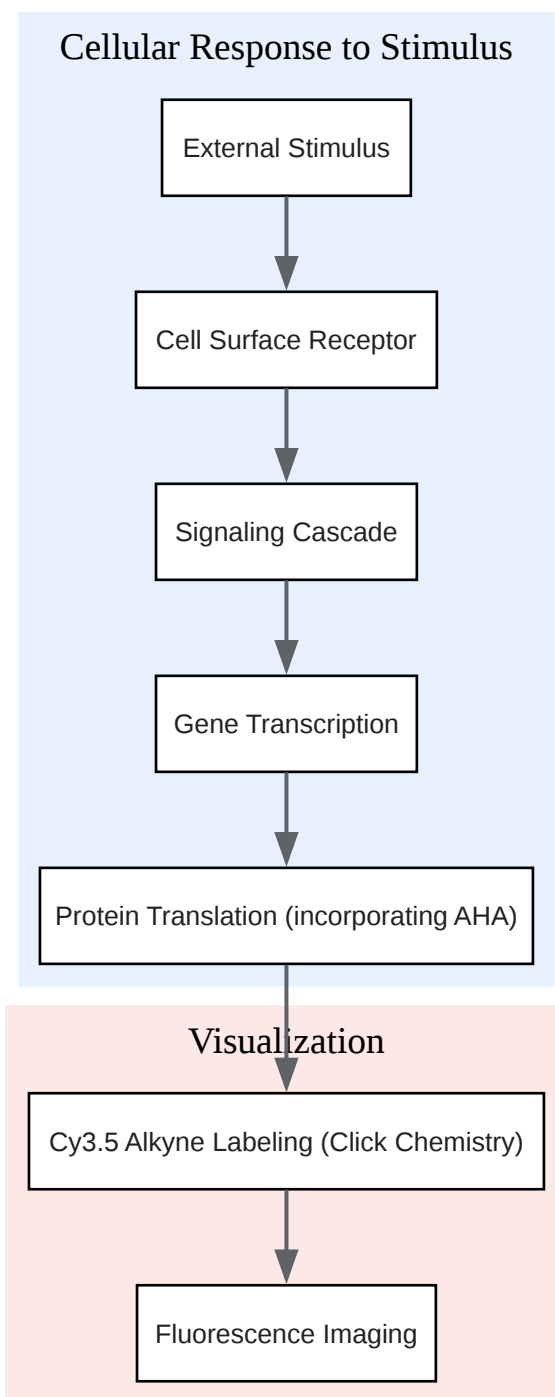 Cellular Response to Stimulus
External Stimulus
Cell Surface Receptor
Signaling Cascade
Gene Transcription
Protein Translation (incorporating AHA)
Visualization
Cy3.5 Alkyne Labeling (Click Chemistry)
Fluorescence Imaging